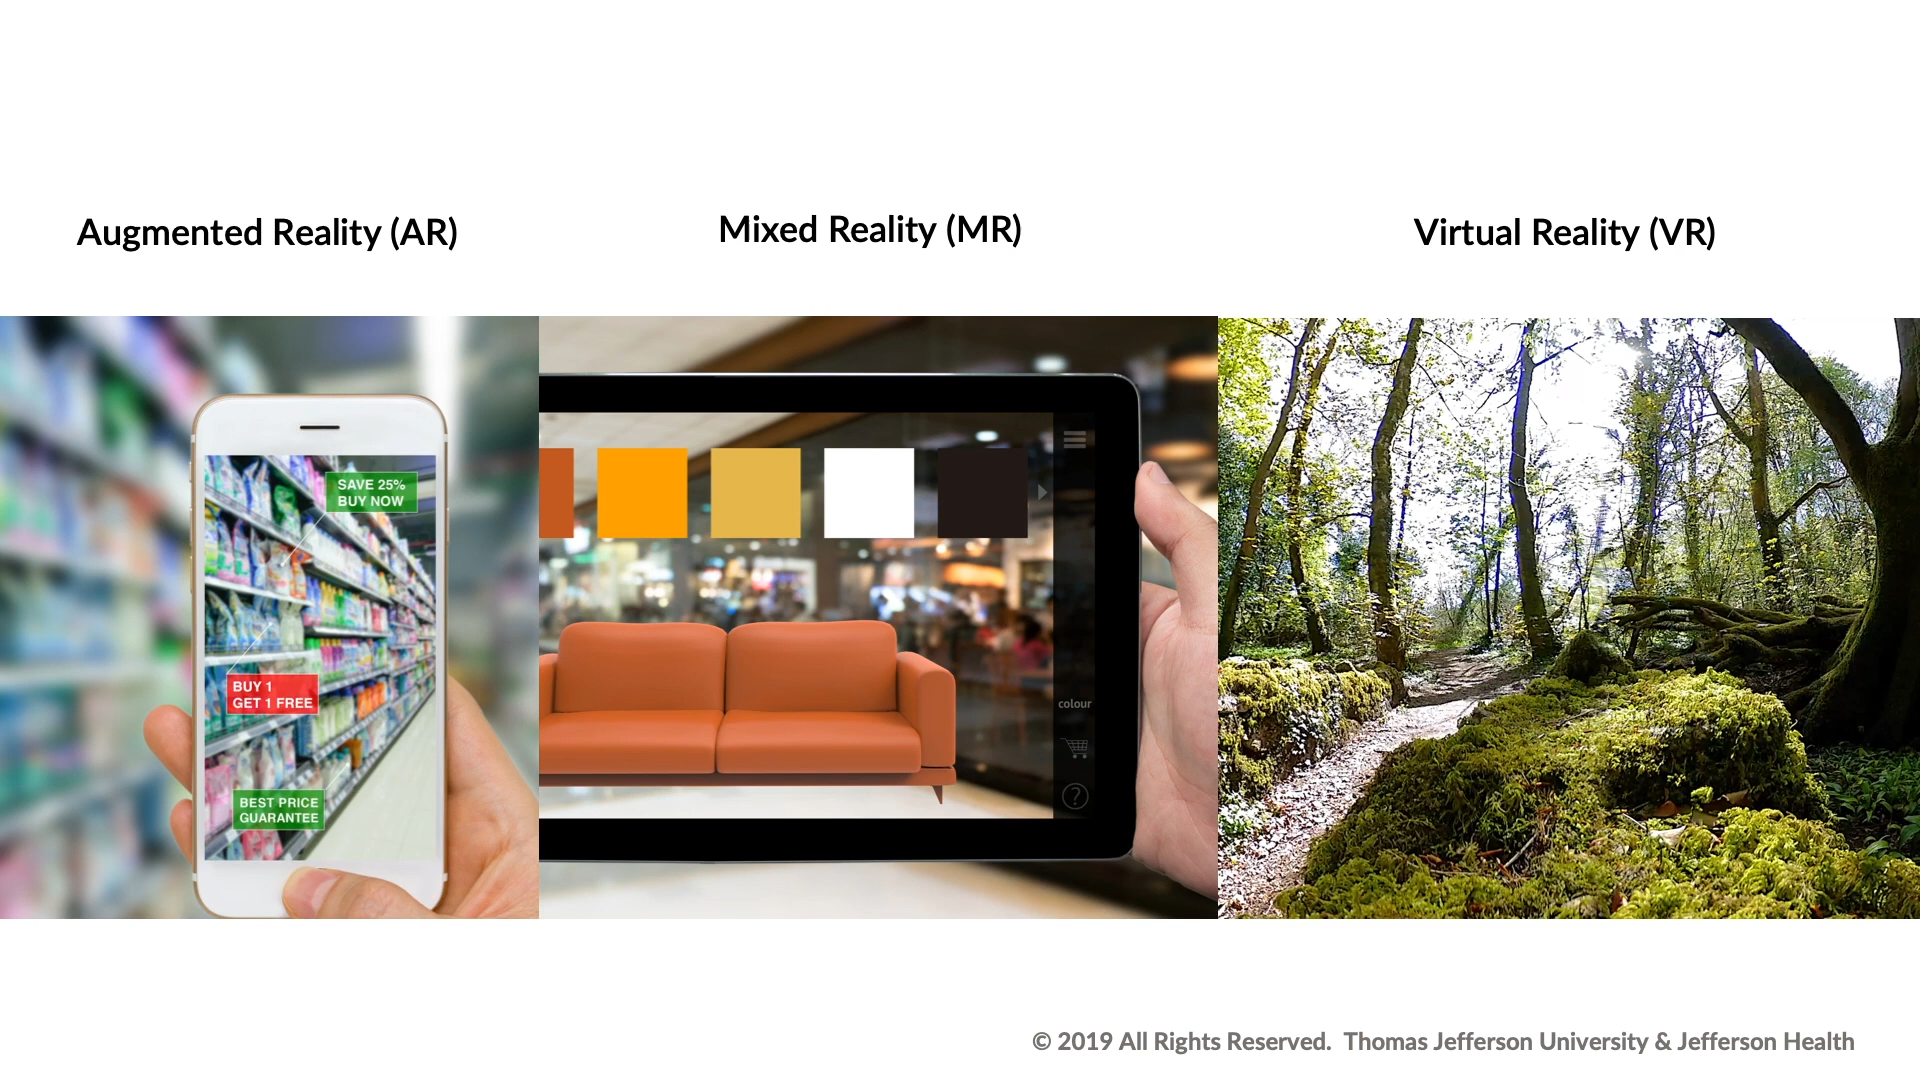 Augmented Reality (AR)
Mixed Reality (MR)
Virtual Reality (VR)
SAVE 25%
BUY NOW
BUY 1
GET 1 FREE
BEST PRICE
GUARANTEE
colour
?
© 2019 All Rights Reserved. Thomas Jefferson University & Jefferson Health